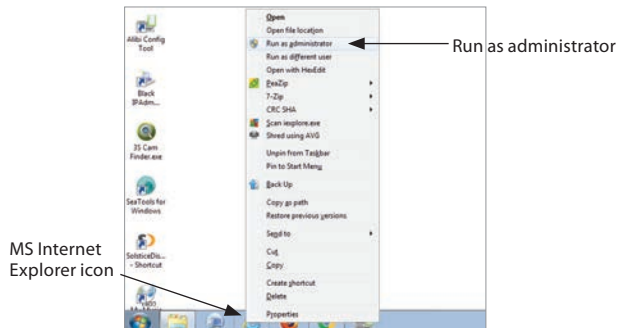 Alibi Config
Tool
Black
IPAdm...
3S Cam
Finder.exe
SeaTools for
Windows
SolsticeDis...
- Shortcut
Open
Open file location
Run as administrator
Run as different user
Open with HexEdit
PeaZip
7-Zip
CRC SHA
Scan iexplore.exe
Shred using AVG
Unpin from Taskbar
Pin to Start Menu
Back Up
Copy as path
Restore previous versions
Send to
Cut
Copy
Create shortcut
Delete
Properties
Run as administrator
MS Internet
Explorer icon